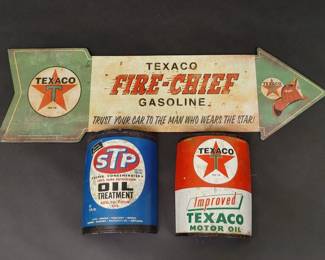 TEXACO
TEXACO
FIRE-CHIEF
GASOLINE
TRUST YOUR CAR TO THE MAN WHO WEARS THE STAR!
STP
OIL
TREATMENT
TEXACO
Improved
TEXACO
MOTOR OIL